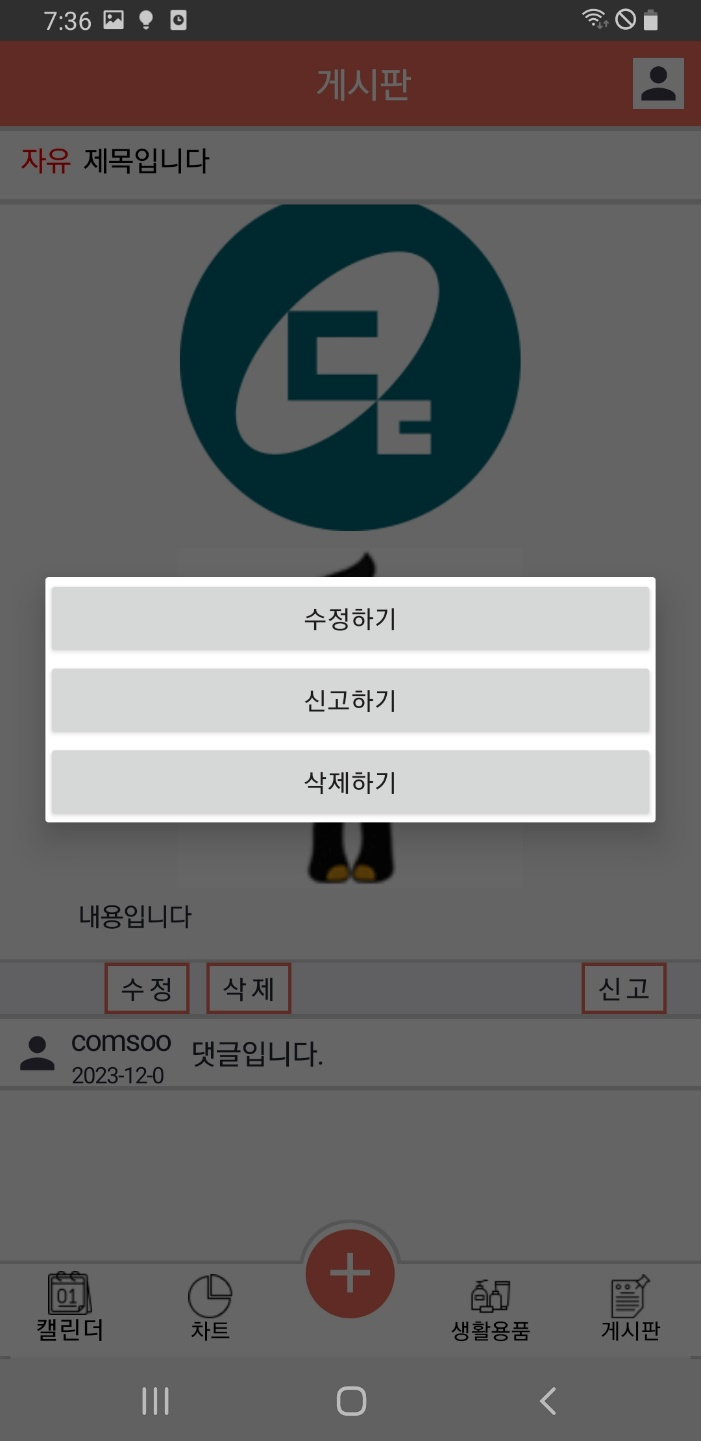 7:36
게시판
자유 제목입니다
수정하기
신고하기
삭제하기
내용입니다
수정 삭제 신고
comsoo 댓글입니다.
2023-12-0
01
캘린더 차트 생활용품 게시판